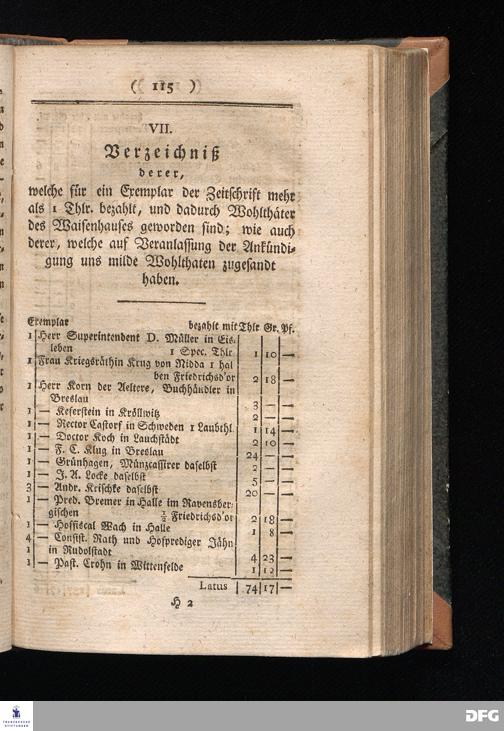 ( 115 )
VII.
Verzeichniß
derer,
welche für ein Exemplar der Zeitschrift mehr
als 1 Thlr. bezahlt, und dadurch Wohlthäter
des Waisenhauses geworden sind; wie auch
derer, welche auf Veranlassung der Ankündi-
gung uns milde Wohlthaten zugesandt
haben.
Exemplar bezahlt mit Thlr Gr. Pf.
1 Herr Superintendent D. Müller in Eis-
leben 1 Spec. Thlr. 1 10 —
1 Frau Kriegsräthin Krug von Nidda 1 hal
ben Friedrichsd'or 2 18 —
1 Herr Korn der Aeltere, Buchhändler in
Breslau 3 — —
1 — Keferstein in Kröllwitz 2 — —
1 — Rector Castorf in Schweden 1 Laubthl. 1 14 —
1 — Doctor Koch in Lauchstädt 2 10 —
1 — F. C. Klug in Breslau 24 — —
1 — Grünhagen, Münzcassirer daselbst 2 — —
1 — J. A. Locke daselbst 5 — —
3 — Andr. Krischke daselbst 20 — —
1 — Pred. Bremer in Halle im Ravensber-
gischen ½ Friedrichsd'or 2 18 —
1 — Hoffiscal Wach in Halle 1 8 —
4 — Consist. Rath und Hofprediger Jähn
in Rudolstadt 4 23 —
1 — Past. Crohn in Wittenfelde 1 12 —
Latus 74 17 —
H 2
FRANCKESCHE
STIFTUNGEN
DFG